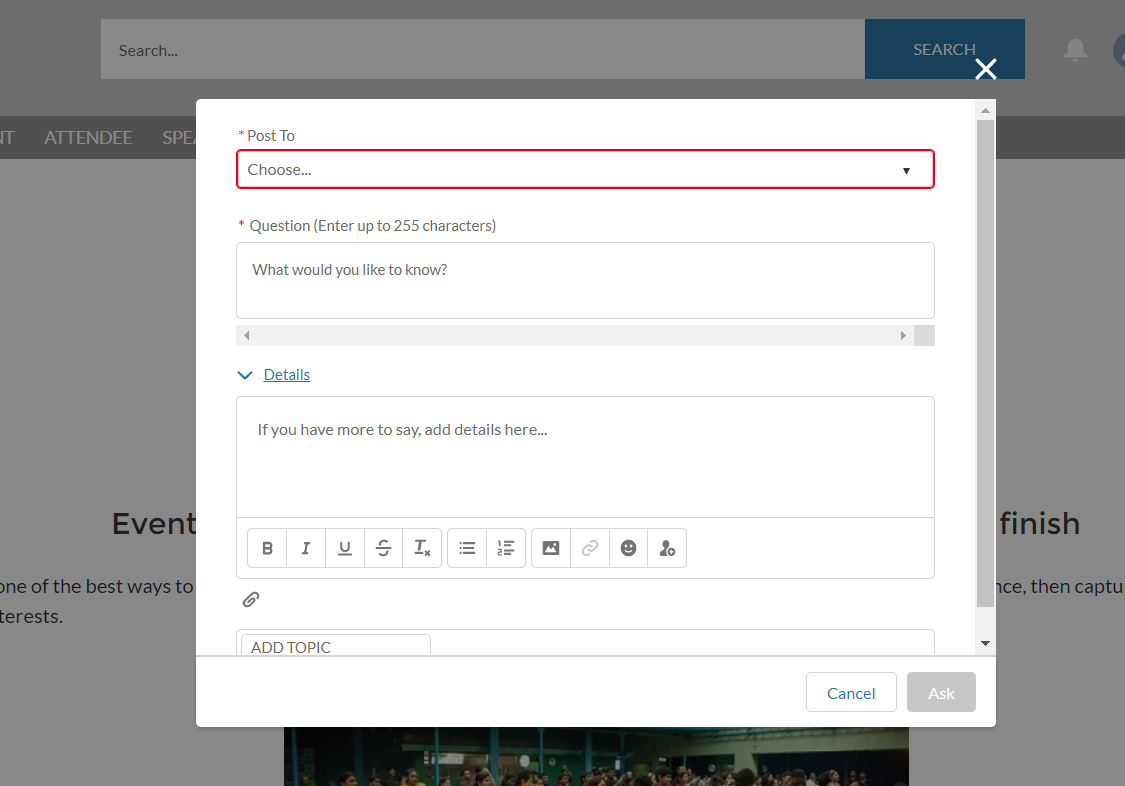 Search...
SEARCH
NT ATTENDEE SPEA
* Post To
Choose...
* Question (Enter up to 255 characters)
What would you like to know?
Details
If you have more to say, add details here...
B I U S Tx
ADD TOPIC
Cancel Ask
Event finish
one of the best ways to nce, then captu
terests.